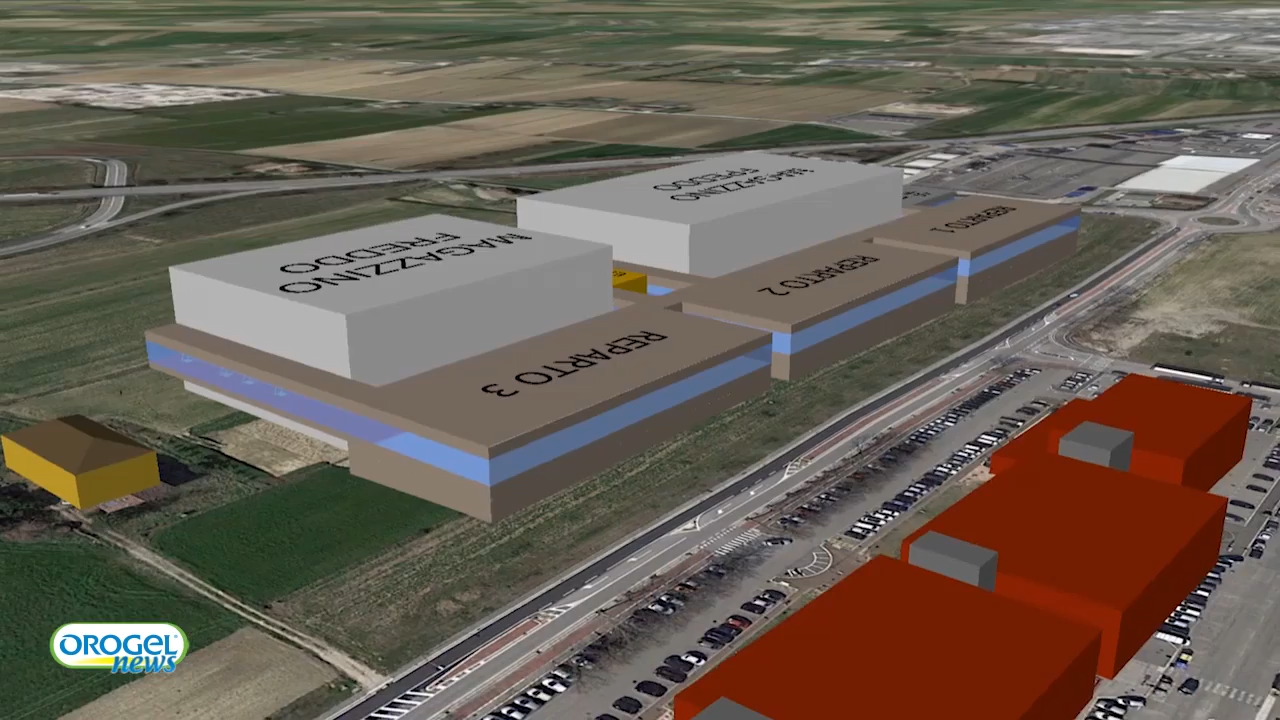 MAGAZZINO
FREDDO
MAGAZZINO
FREDDO
REPARTO 1
REPARTO 2
REPARTO 3
OROGEL
news